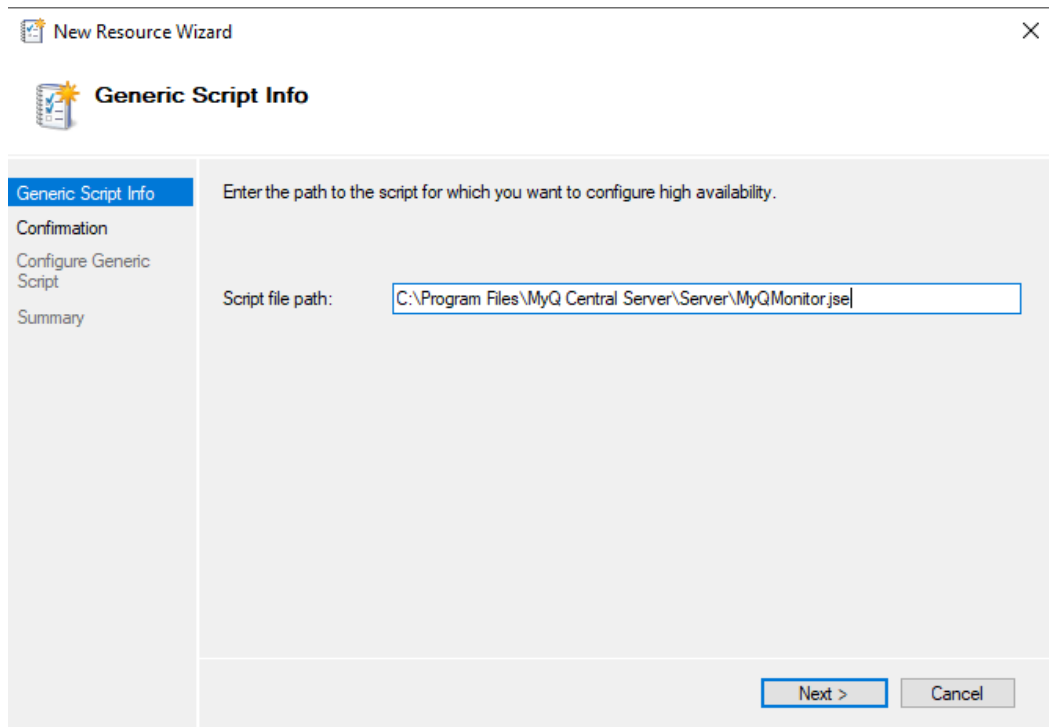 New Resource Wizard
Generic Script Info
Generic Script Info
Confirmation
Configure Generic
Script
Summary
Enter the path to the script for which you want to configure high availability.
Script file path:
C:\Program Files\MyQ Central Server\Server\MyQMonitor.jse
Next >
Cancel